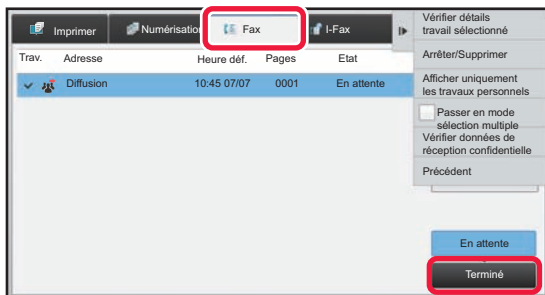 Imprimer
Numérisation
Fax
I-Fax
Trav.
Adresse
Heure déf.
Pages
Etat
Diffusion
10:45 07/07
0001
En attente
Vérifier détails
travail sélectionné
Arrêter/Supprimer
Afficher uniquement
les travaux personnels
Passer en mode
sélection multiple
Vérifier données de
réception confidentielle
Précédent
En attente
Terminé